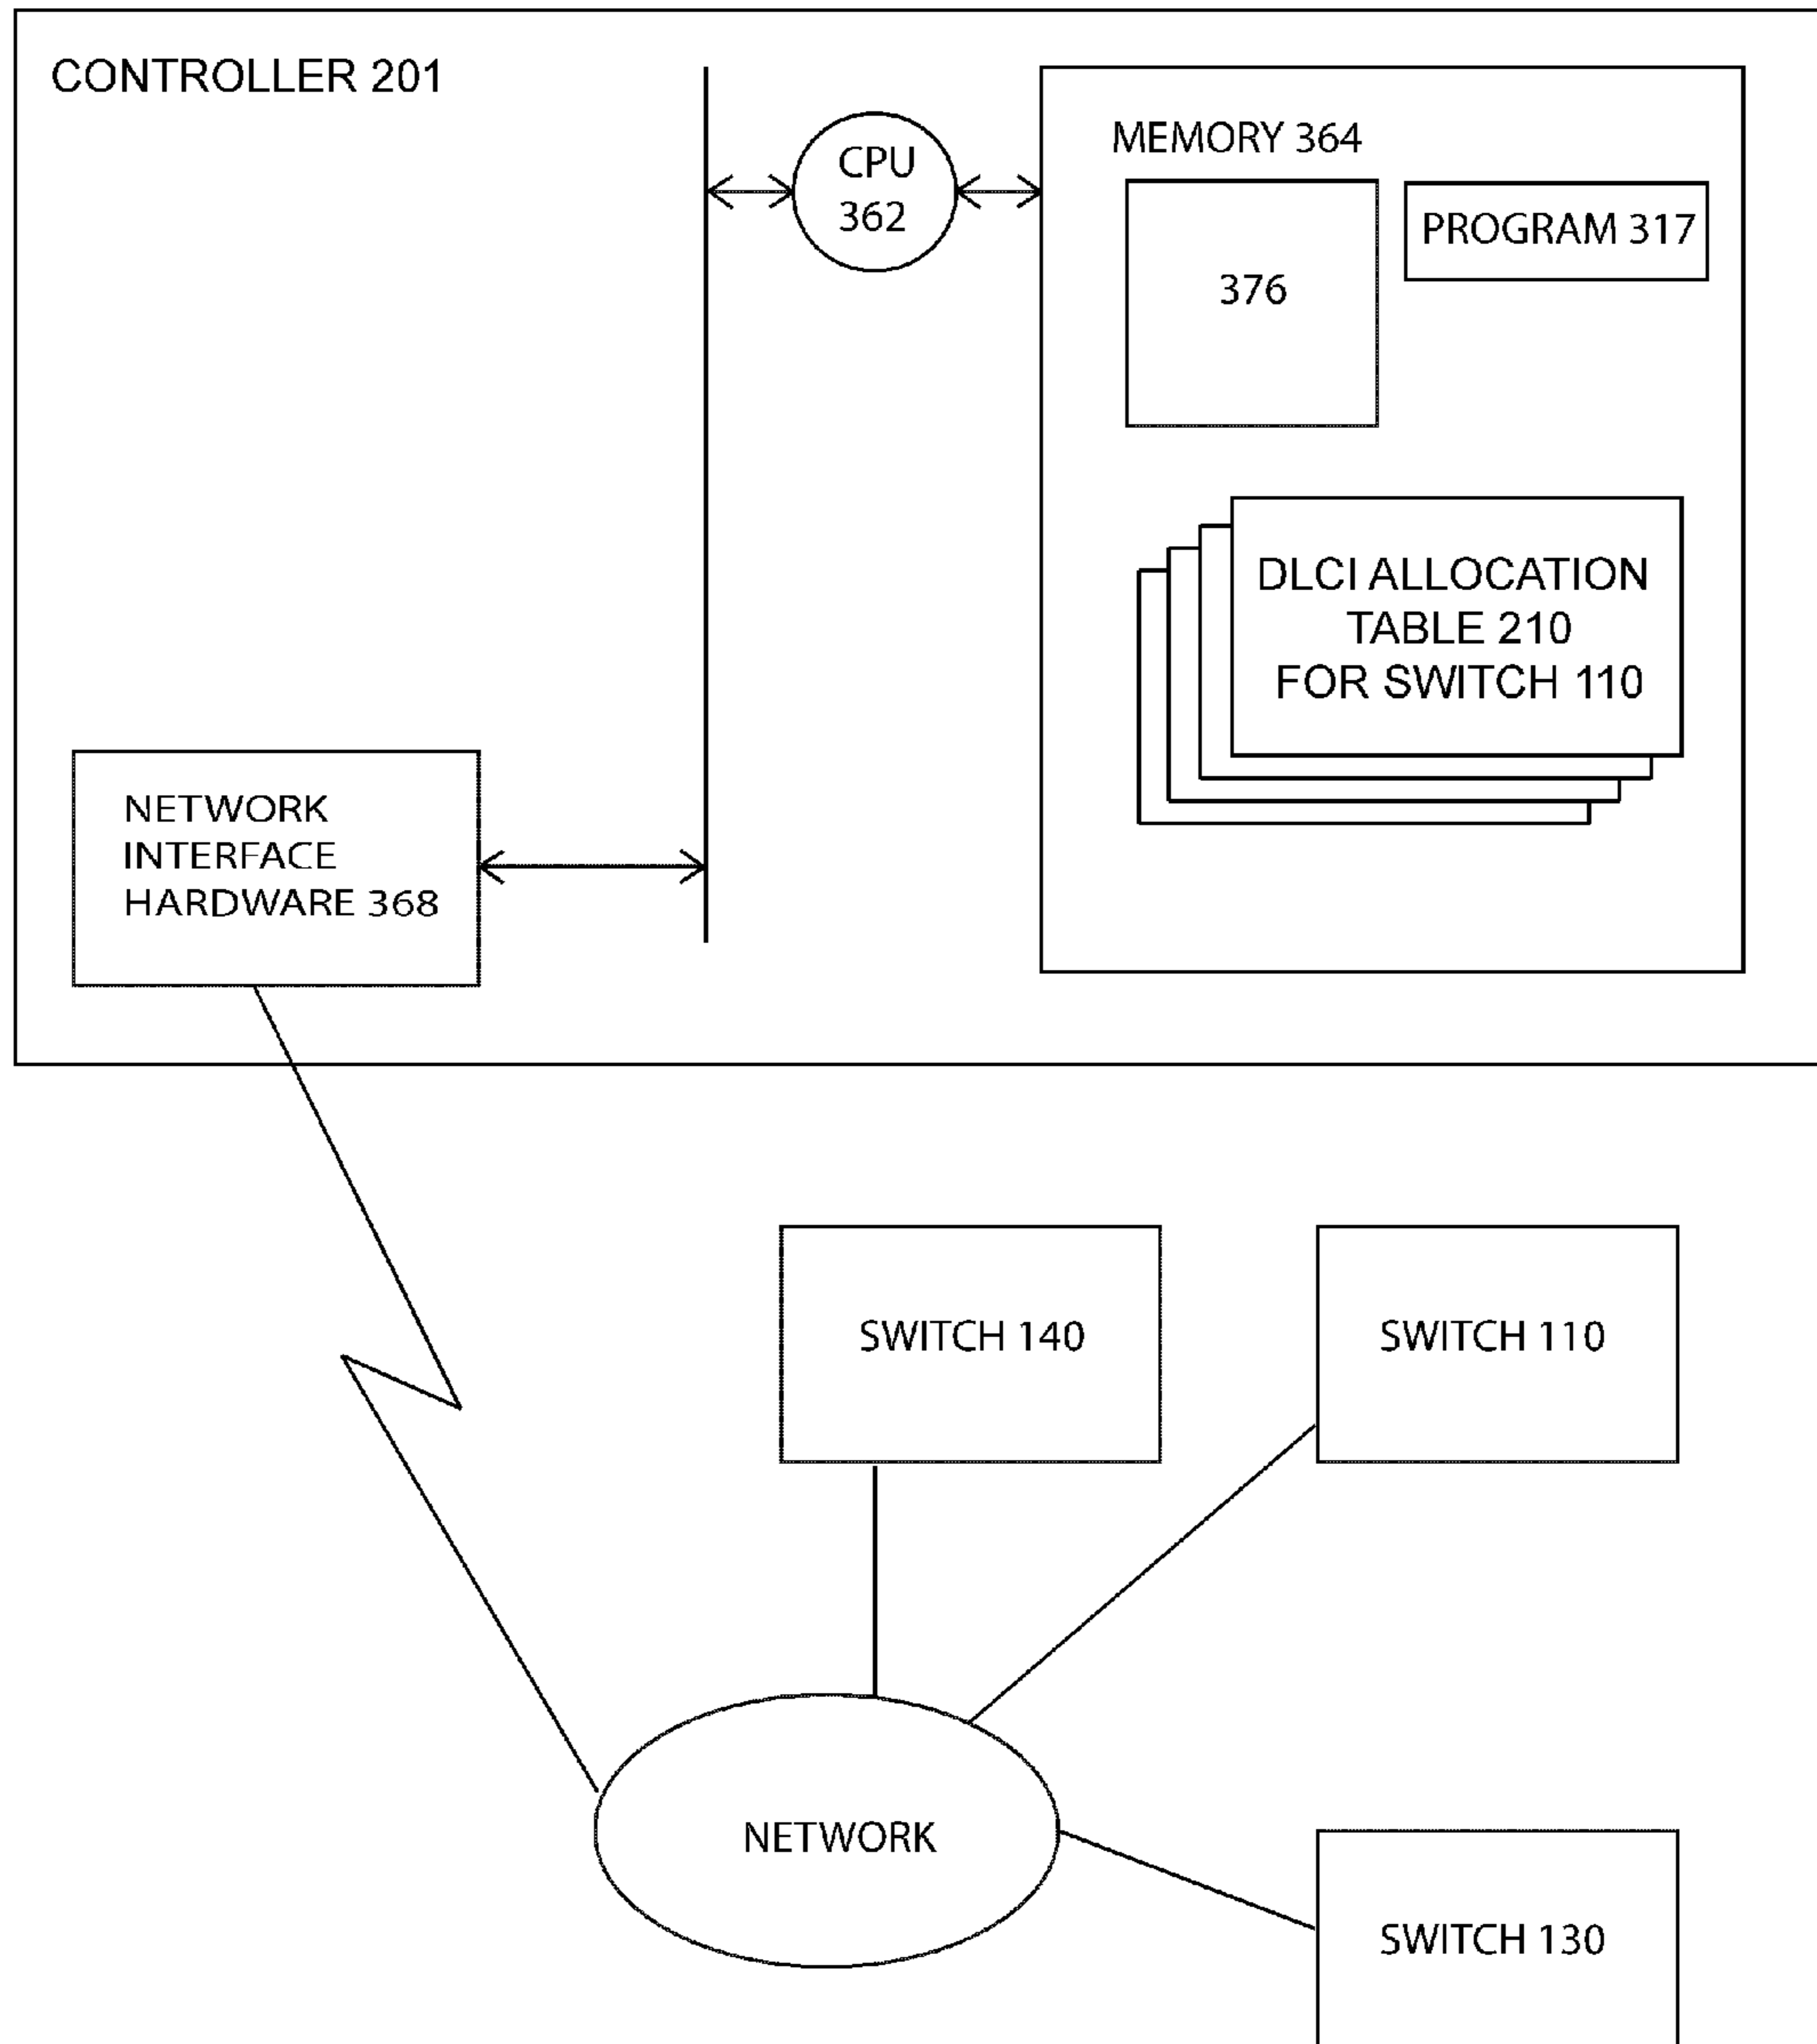 CONTROLLER 201
CPU
362
MEMORY 364
376
PROGRAM 317
DLCI ALLOCATION
TABLE 210
FOR SWITCH 110
NETWORK
INTERFACE
HARDWARE 368
SWITCH 140
SWITCH 110
NETWORK
SWITCH 130